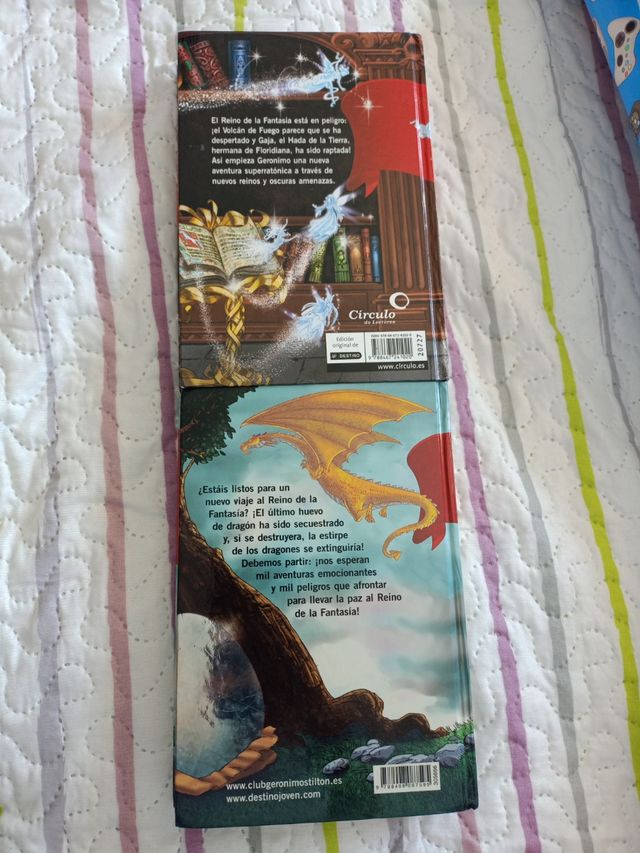 El Reino de la Fantasía está en peligro:
¡el Volcán de Fuego parece que se ha
despertado y Gaja, el Hada de la Tierra,
hermana de Floridiana, ha sido raptada!
Así empieza Geronimo una nueva
aventura superratónica a través de
nuevos reinos y oscuras amenazas.
Círculo
de Lectores
Edición
original de
DESTINO
20727
www.circulo.es
¿Estáis listos para un
nuevo viaje al Reino de la
Fantasía? ¡El último huevo
de dragón ha sido secuestrado
y, si se destruyera, la estirpe
de los dragones se extinguiría!
Debemos partir: ¡nos esperan
mil aventuras emocionantes
y mil peligros que afrontar
para llevar la paz al Reino
de la Fantasía!
www.clubgeronimostilton.es
www.destinojoven.com